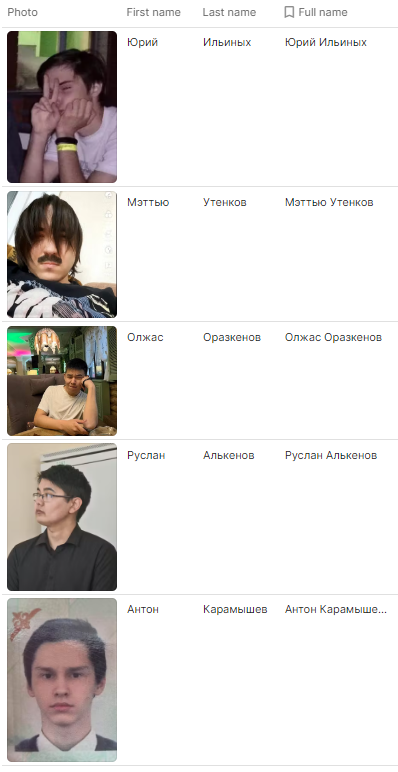 Photo First name Last name Full name
Юрий Ильиных Юрий Ильиных
Мэттью Утенков Мэттью Утенков
Олжас Оразкенов Олжас Оразкенов
Руслан Алькенов Руслан Алькенов
Антон Карамышев Антон Карамыше...